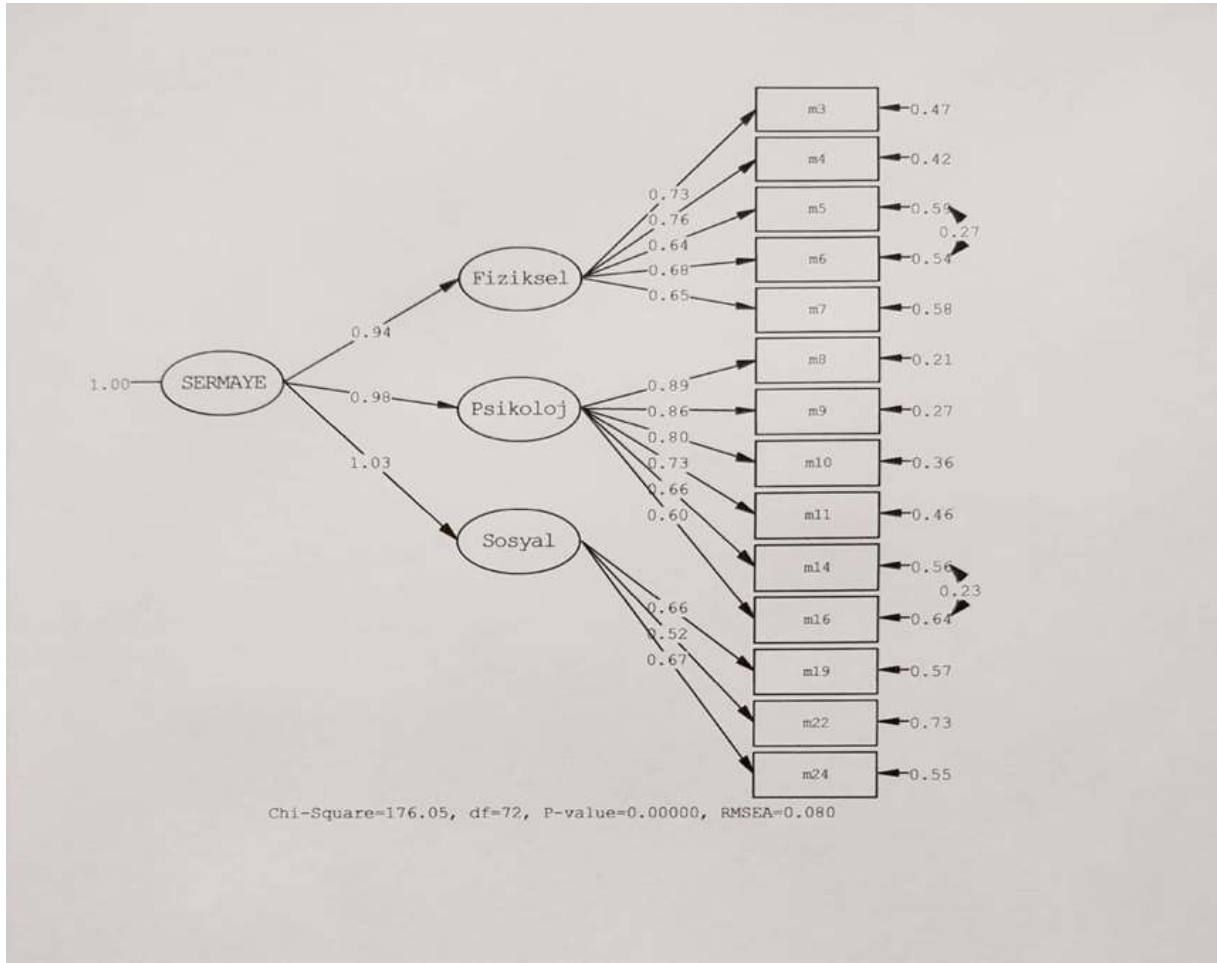 m3
0.47
m4
0.42
0.73
0.76
m5
0.59
0.27
0.64
Fiziksel
0.68
m6
0.54
0.65
m7
0.58
0.94
m8
0.21
1.00
SERMAYE
0.98
Psikoloj
0.89
0.86
m9
0.27
0.80
m10
0.36
1.03
0.73
0.66
0.60
m11
0.46
Sosyal
m14
0.56
0.23
0.66
m16
0.64
0.52
0.67
m19
0.57
m22
0.73
m24
0.55
Chi-Square=176.05, df=72, P-value=0.00000, RMSEA=0.080